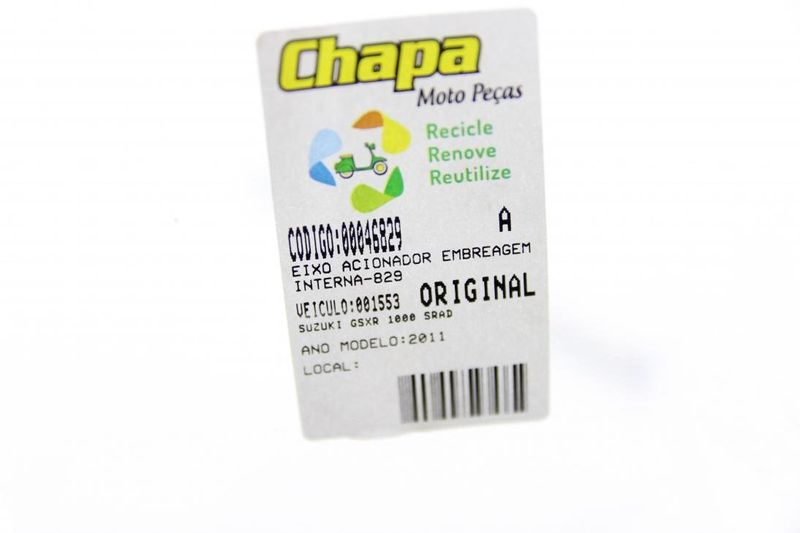 Chapa
Moto Peças
Recicle
Renove
Reutilize
CODIGO:00046829 A
EIXO ACIONADOR EMBREAGEM
INTERNA-829
VEICULO:001553 ORIGINAL
SUZUKI GSXR 1000 SRAD
ANO MODELO:2011
LOCAL: